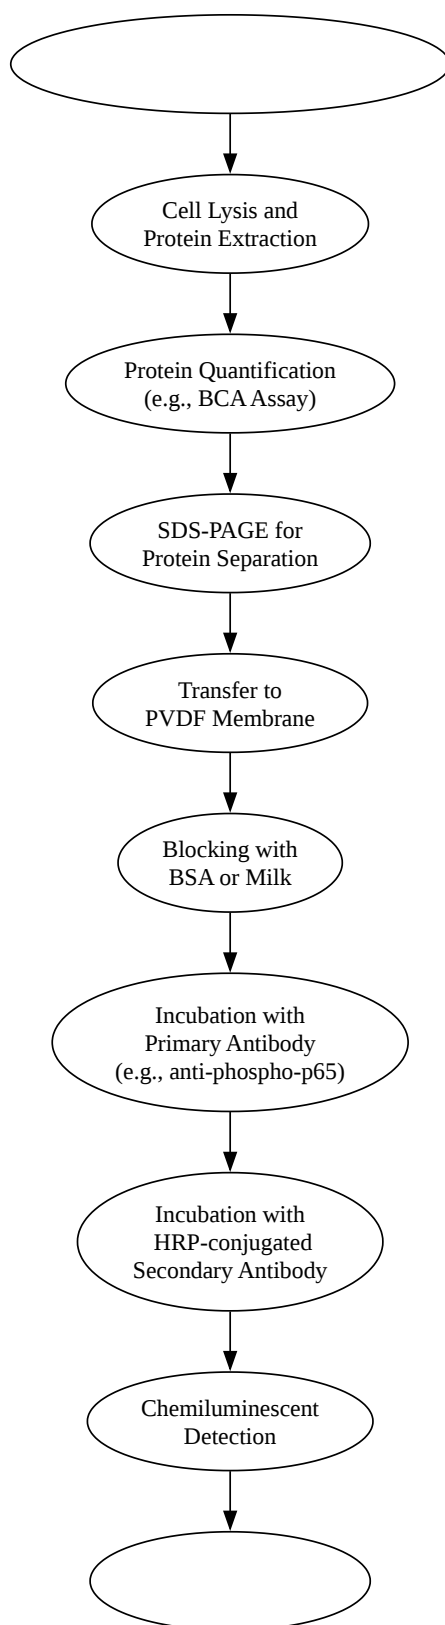 Cell Lysis and
Protein Extraction
Protein Quantification
(e.g., BCA Assay)
SDS-PAGE for
Protein Separation
Transfer to
PVDF Membrane
Blocking with
BSA or Milk
Incubation with
Primary Antibody
(e.g., anti-phospho-p65)
Incubation with
HRP-conjugated
Secondary Antibody
Chemiluminescent
Detection